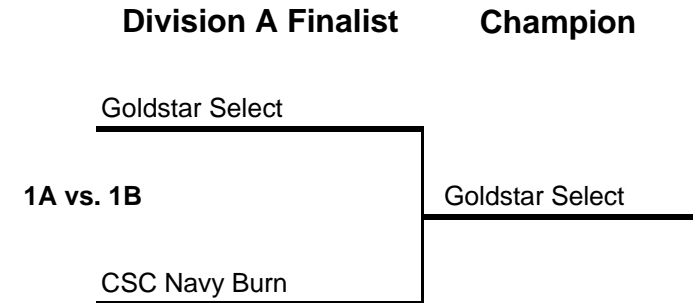 Division A Finalist
Champion
Goldstar Select
1A vs. 1B
Goldstar Select
CSC Navy Burn